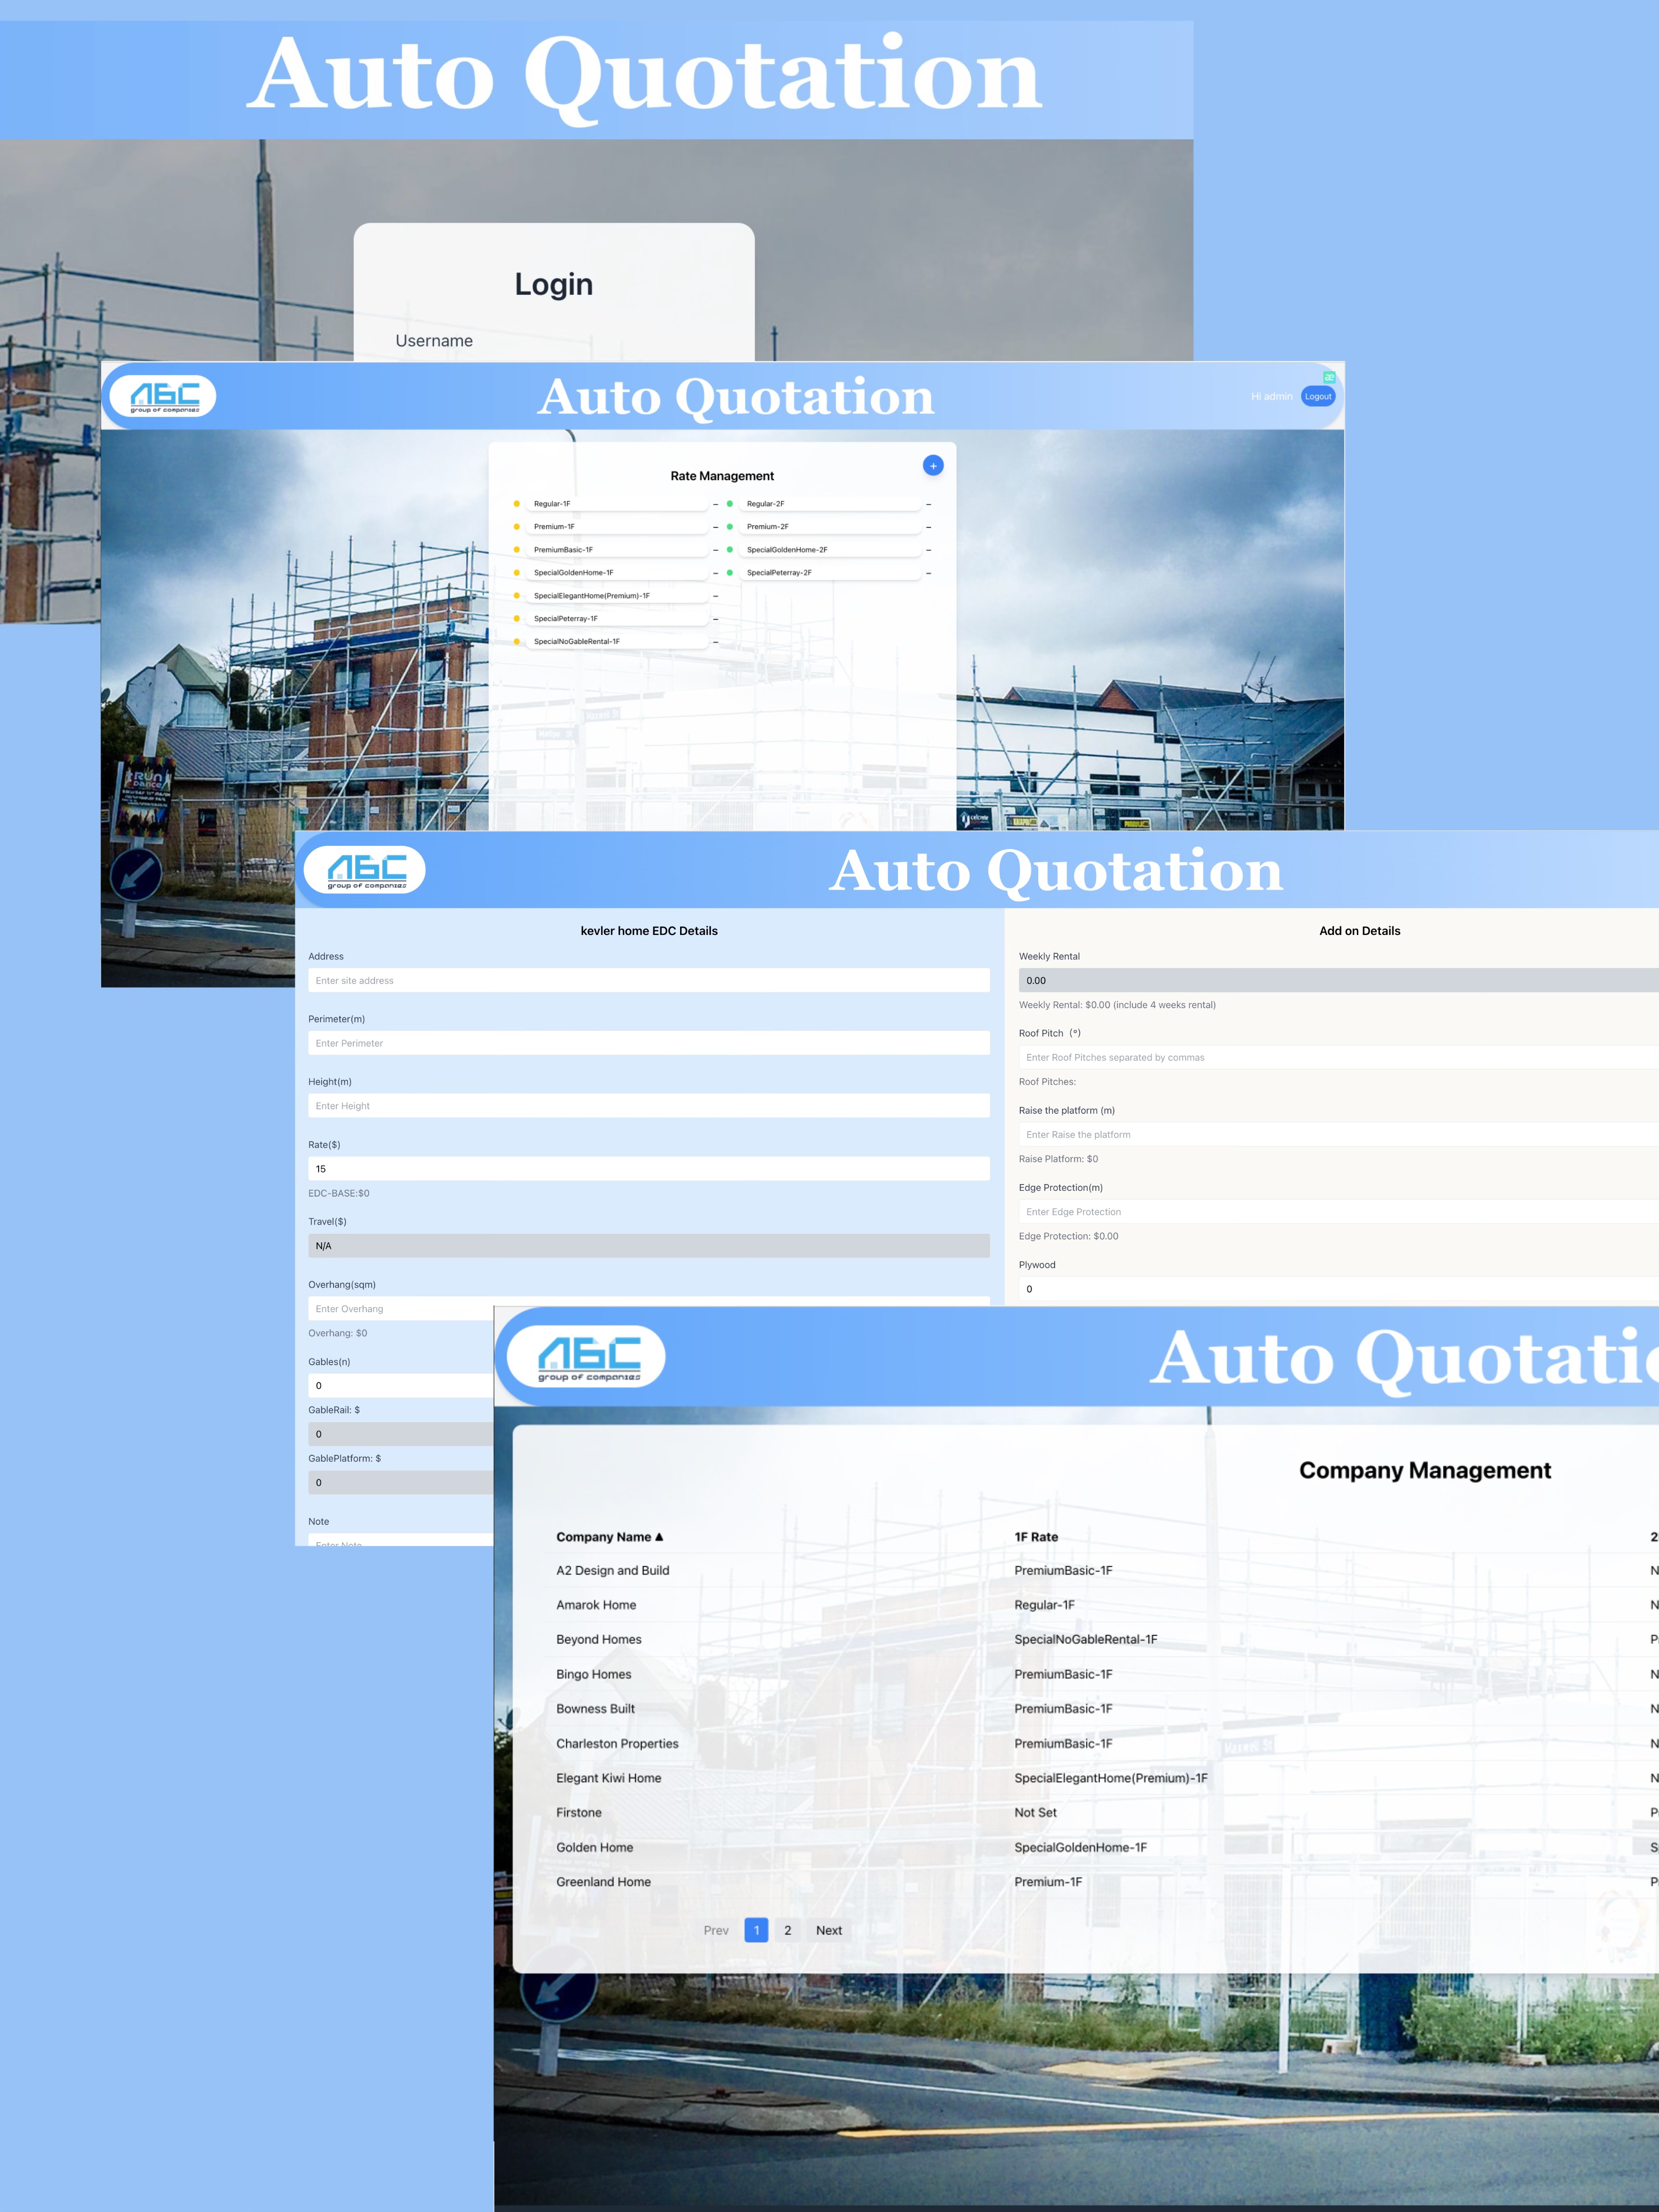 Auto Quotation
Login
Username
ABC
group of companies
Auto Quotation
Hi admin
Logout
Rate Management
+
Regular-1F
–
Regular-2F
–
Premium-1F
–
Premium-2F
–
PremiumBasic-1F
–
SpecialGoldenHome-2F
–
SpecialGoldenHome-1F
–
SpecialPeterray-2F
–
SpecialElegantHome(Premium)-1F
–
SpecialPeterray-1F
–
SpecialNoGableRental-1F
–
Maxwell St
RUN
DANCE
ABC
group of companies
Auto Quotation
kevler home EDC Details
Address
Enter site address
Perimeter(m)
Enter Perimeter
Height(m)
Enter Height
Rate($)
15
EDC-BASE:$0
Travel($)
N/A
Overhang(sqm)
Enter Overhang
Overhang: $0
Gables(n)
0
GableRail: $
0
GablePlatform: $
0
Note
Enter Note
Add on Details
Weekly Rental
0.00
Weekly Rental: $0.00 (include 4 weeks rental)
Roof Pitch（°）
Enter Roof Pitches separated by commas
Roof Pitches:
Raise the platform (m)
Enter Raise the platform
Raise Platform: $0
Edge Protection(m)
Enter Edge Protection
Edge Protection: $0.00
Plywood
0
ABC
group of companies
Auto Quotatio
Company Management
Company Name ▲ 1F Rate 2
A2 Design and Build PremiumBasic-1F N
Amarok Home Regular-1F N
Beyond Homes SpecialNoGableRental-1F P
Bingo Homes PremiumBasic-1F N
Bowness Built PremiumBasic-1F N
Charleston Properties PremiumBasic-1F N
Elegant Kiwi Home SpecialElegantHome(Premium)-1F N
Firstone Not Set P
Golden Home SpecialGoldenHome-1F S
Greenland Home Premium-1F P
Prev 1 2 Next
Maxwell St